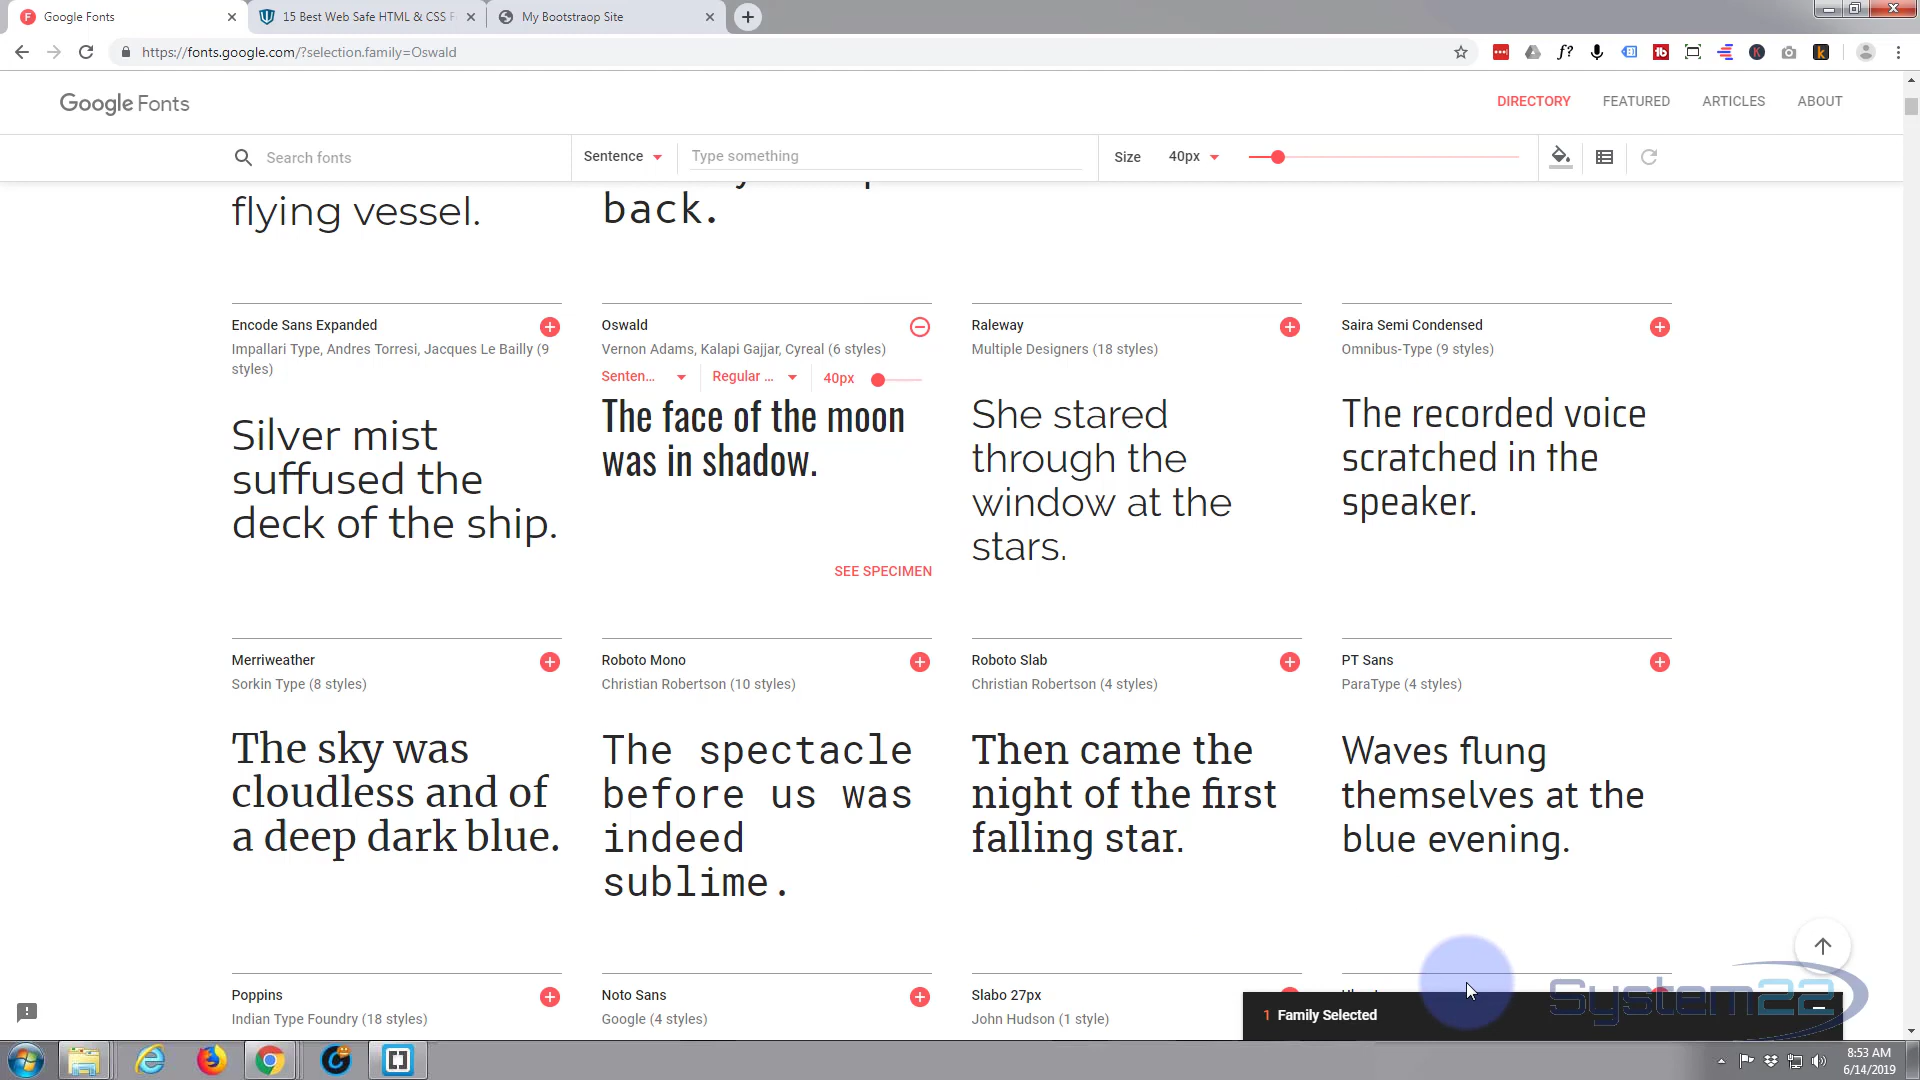 Google Fonts
15 Best Web Safe HTML & CSS F
My Bootstraop Site
https://fonts.google.com/?selection.family=Oswald
Google Fonts
DIRECTORY
FEATURED
ARTICLES
ABOUT
Search fonts
Sentence
Type something
Size
40px
flying vessel.
back.
Encode Sans Expanded
Impallari Type, Andres Torresi, Jacques Le Bailly (9
styles)
Silver mist
suffused the
deck of the ship.
Oswald
Vernon Adams, Kalapi Gajjar, Cyreal (6 styles)
Senten...
Regular ...
40px
The face of the moon
was in shadow.
SEE SPECIMEN
Raleway
Multiple Designers (18 styles)
She stared
through the
window at the
stars.
Saira Semi Condensed
Omnibus-Type (9 styles)
The recorded voice
scratched in the
speaker.
Merriweather
Sorkin Type (8 styles)
The sky was
cloudless and of
a deep dark blue.
Roboto Mono
Christian Robertson (10 styles)
The spectacle
before us was
indeed
sublime.
Roboto Slab
Christian Robertson (4 styles)
Then came the
night of the first
falling star.
PT Sans
ParaType (4 styles)
Waves flung
themselves at the
blue evening.
Poppins
Indian Type Foundry (18 styles)
Noto Sans
Google (4 styles)
Slabo 27px
John Hudson (1 style)
1 Family Selected
System22
8:53 AM
6/14/2019